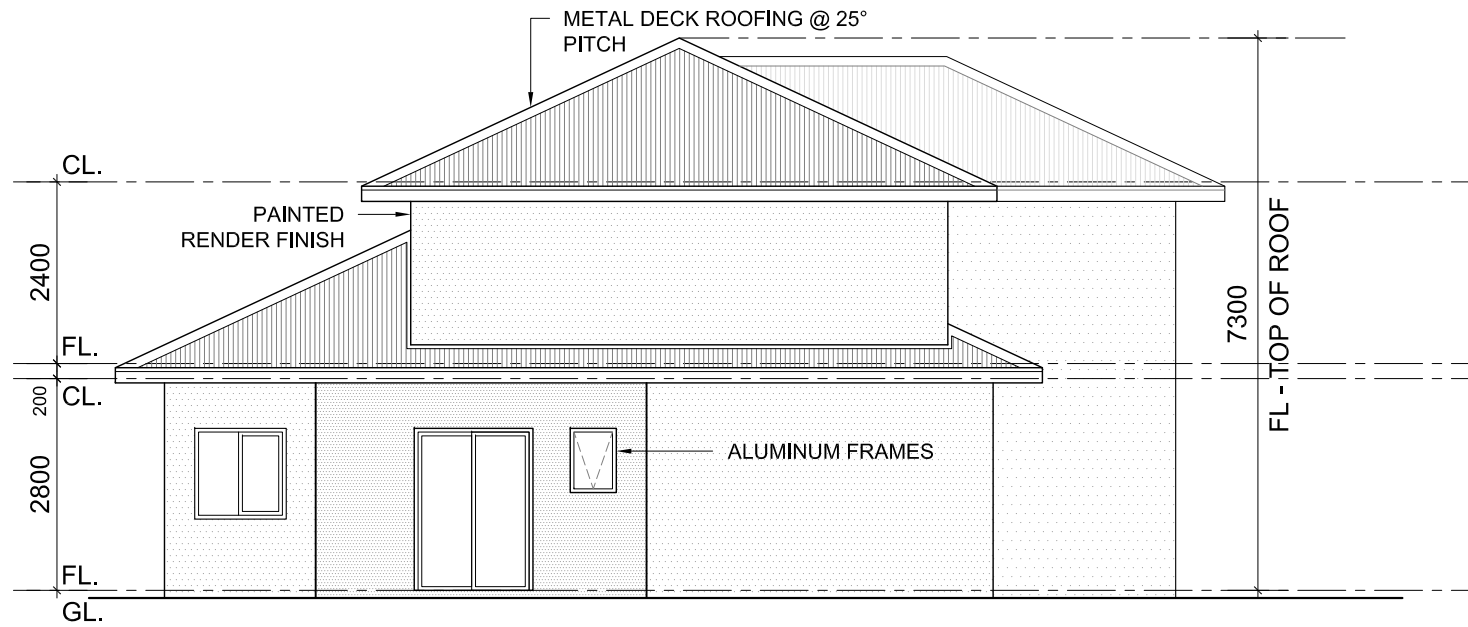 METAL DECK ROOFING @ 25°
PITCH
CL.
PAINTED
RENDER FINISH
2400
FL.
200
CL.
2800
ALUMINUM FRAMES
FL.
GL.
7300
FL - TOP OF ROOF